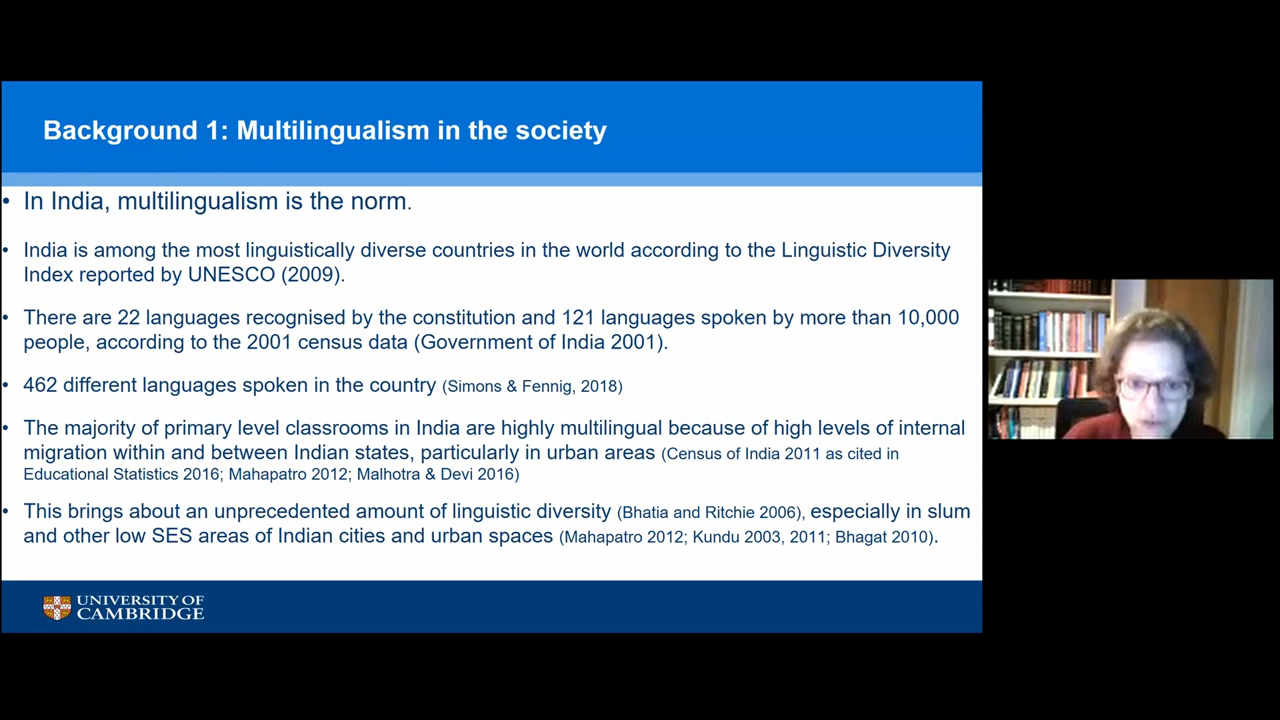 Background 1: Multilingualism in the society
• In India, multilingualism is the norm.
• India is among the most linguistically diverse countries in the world according to the Linguistic Diversity
Index reported by UNESCO (2009).
• There are 22 languages recognised by the constitution and 121 languages spoken by more than 10,000
people, according to the 2001 census data (Government of India 2001).
• 462 different languages spoken in the country (Simons & Fennig, 2018)
• The majority of primary level classrooms in India are highly multilingual because of high levels of internal
migration within and between Indian states, particularly in urban areas (Census of India 2011 as cited in
Educational Statistics 2016; Mahapatro 2012; Malhotra & Devi 2016)
• This brings about an unprecedented amount of linguistic diversity (Bhatia and Ritchie 2006), especially in slum
and other low SES areas of Indian cities and urban spaces (Mahapatro 2012; Kundu 2003, 2011; Bhagat 2010).
UNIVERSITY OF
CAMBRIDGE